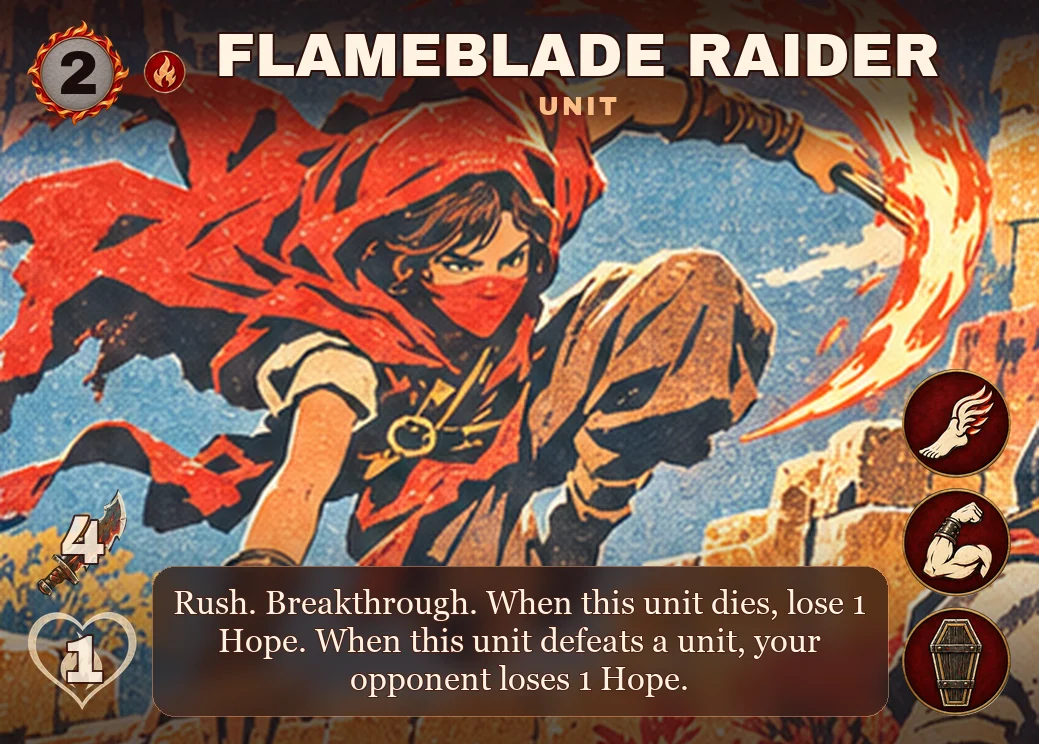 2
FLAMEBLADE RAIDER
UNIT
4
1
Rush. Breakthrough. When this unit dies, lose 1
Hope. When this unit defeats a unit, your
opponent loses 1 Hope.